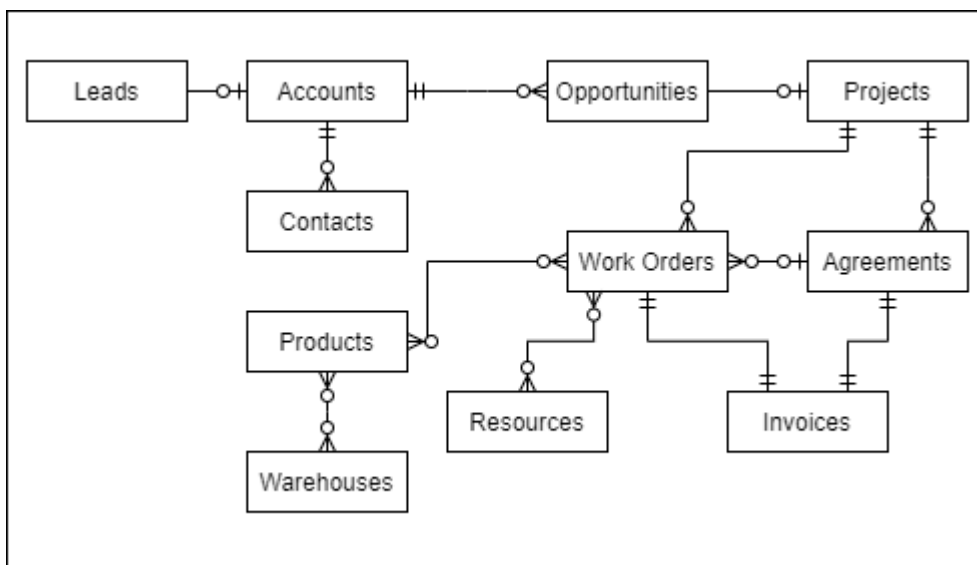 Leads
Accounts
Opportunities
Projects
Contacts
Work Orders
Agreements
Products
Resources
Invoices
Warehouses